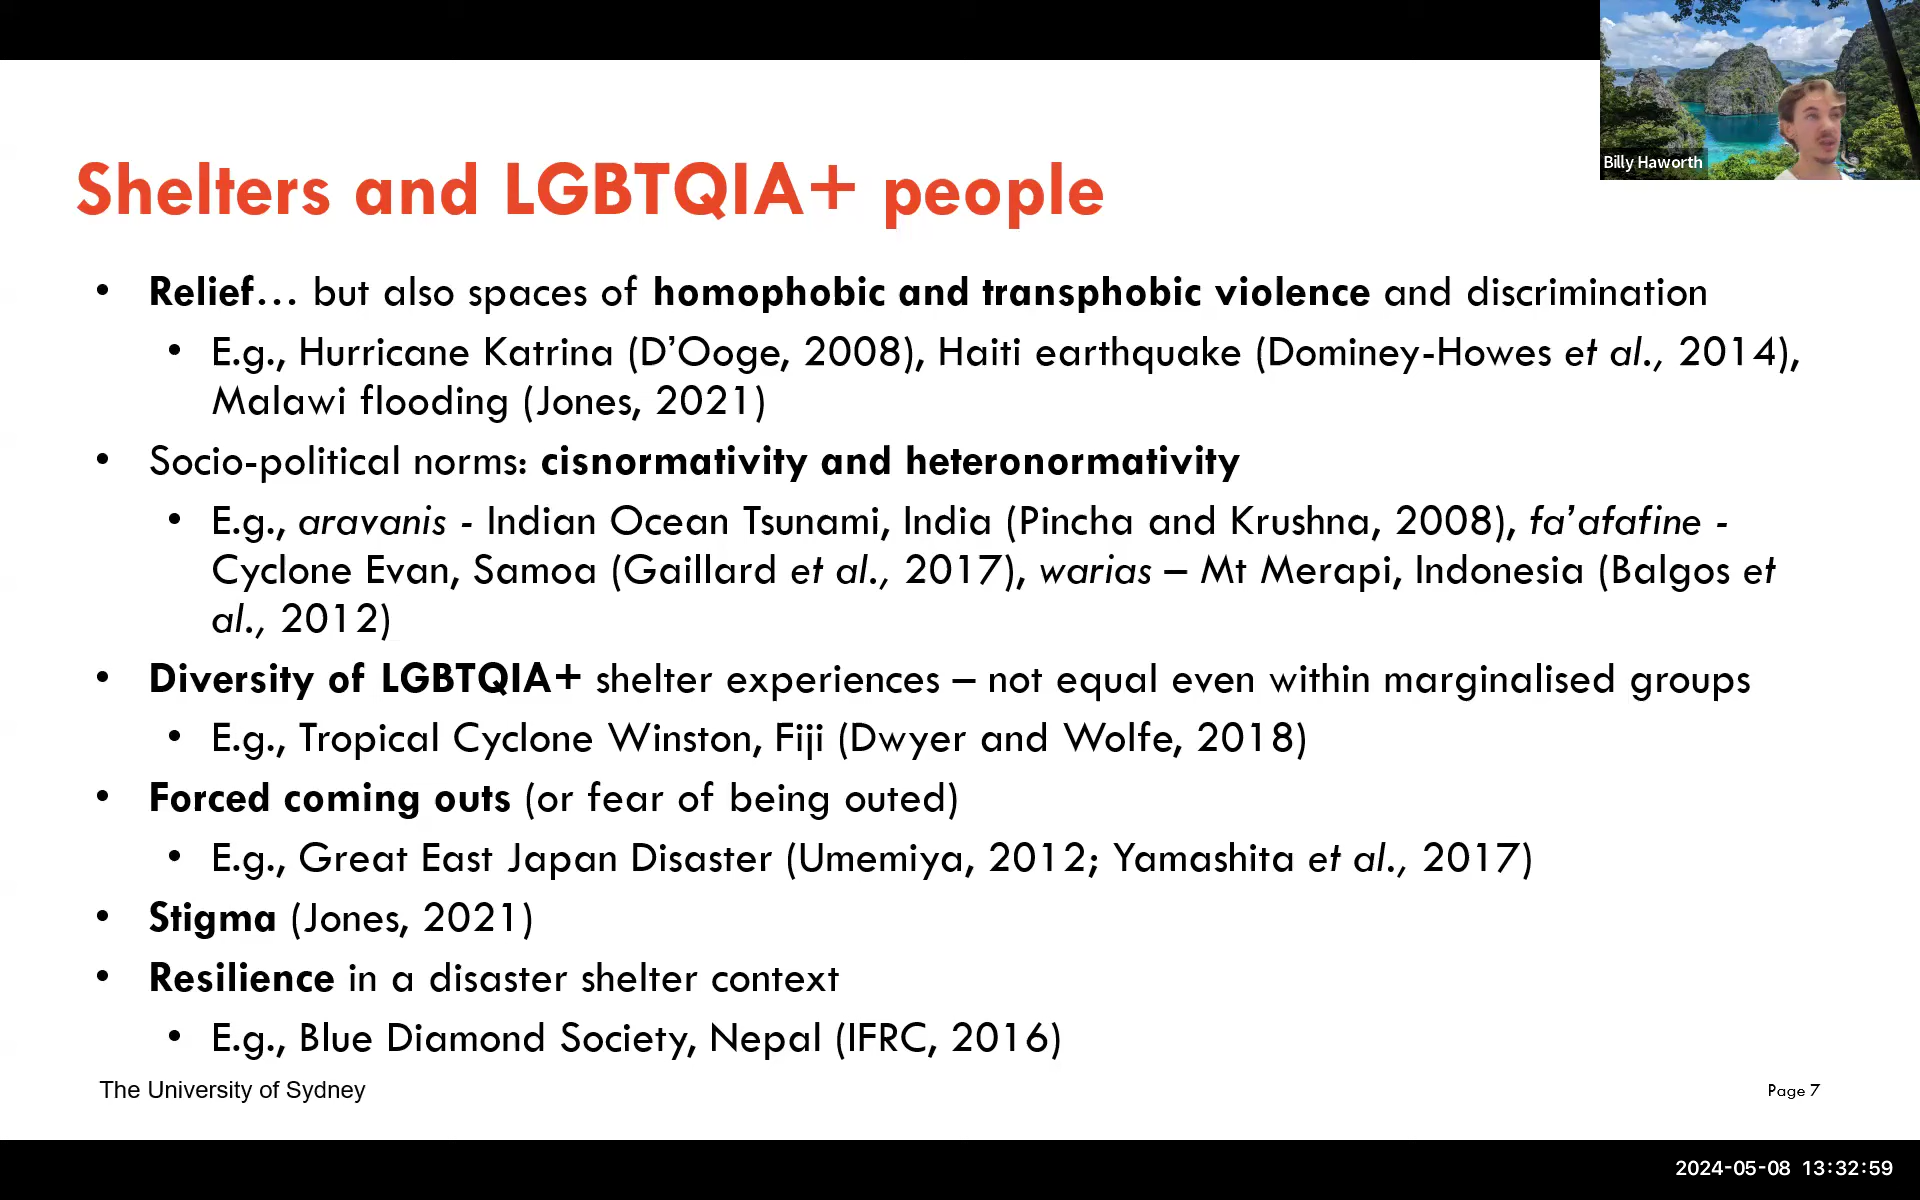 Billy Haworth
Shelters and LGBTQIA+ people
• Relief… but also spaces of homophobic and transphobic violence and discrimination
• E.g., Hurricane Katrina (D’Ooge, 2008), Haiti earthquake (Dominey-Howes et al., 2014),
Malawi flooding (Jones, 2021)
• Socio-political norms: cisnormativity and heteronormativity
• E.g., aravanis - Indian Ocean Tsunami, India (Pincha and Krushna, 2008), fa’afafine -
Cyclone Evan, Samoa (Gaillard et al., 2017), warias – Mt Merapi, Indonesia (Balgos et
al., 2012)
• Diversity of LGBTQIA+ shelter experiences – not equal even within marginalised groups
• E.g., Tropical Cyclone Winston, Fiji (Dwyer and Wolfe, 2018)
• Forced coming outs (or fear of being outed)
• E.g., Great East Japan Disaster (Umemiya, 2012; Yamashita et al., 2017)
• Stigma (Jones, 2021)
• Resilience in a disaster shelter context
• E.g., Blue Diamond Society, Nepal (IFRC, 2016)
The University of Sydney
Page 7
2024-05-08 13:32:59